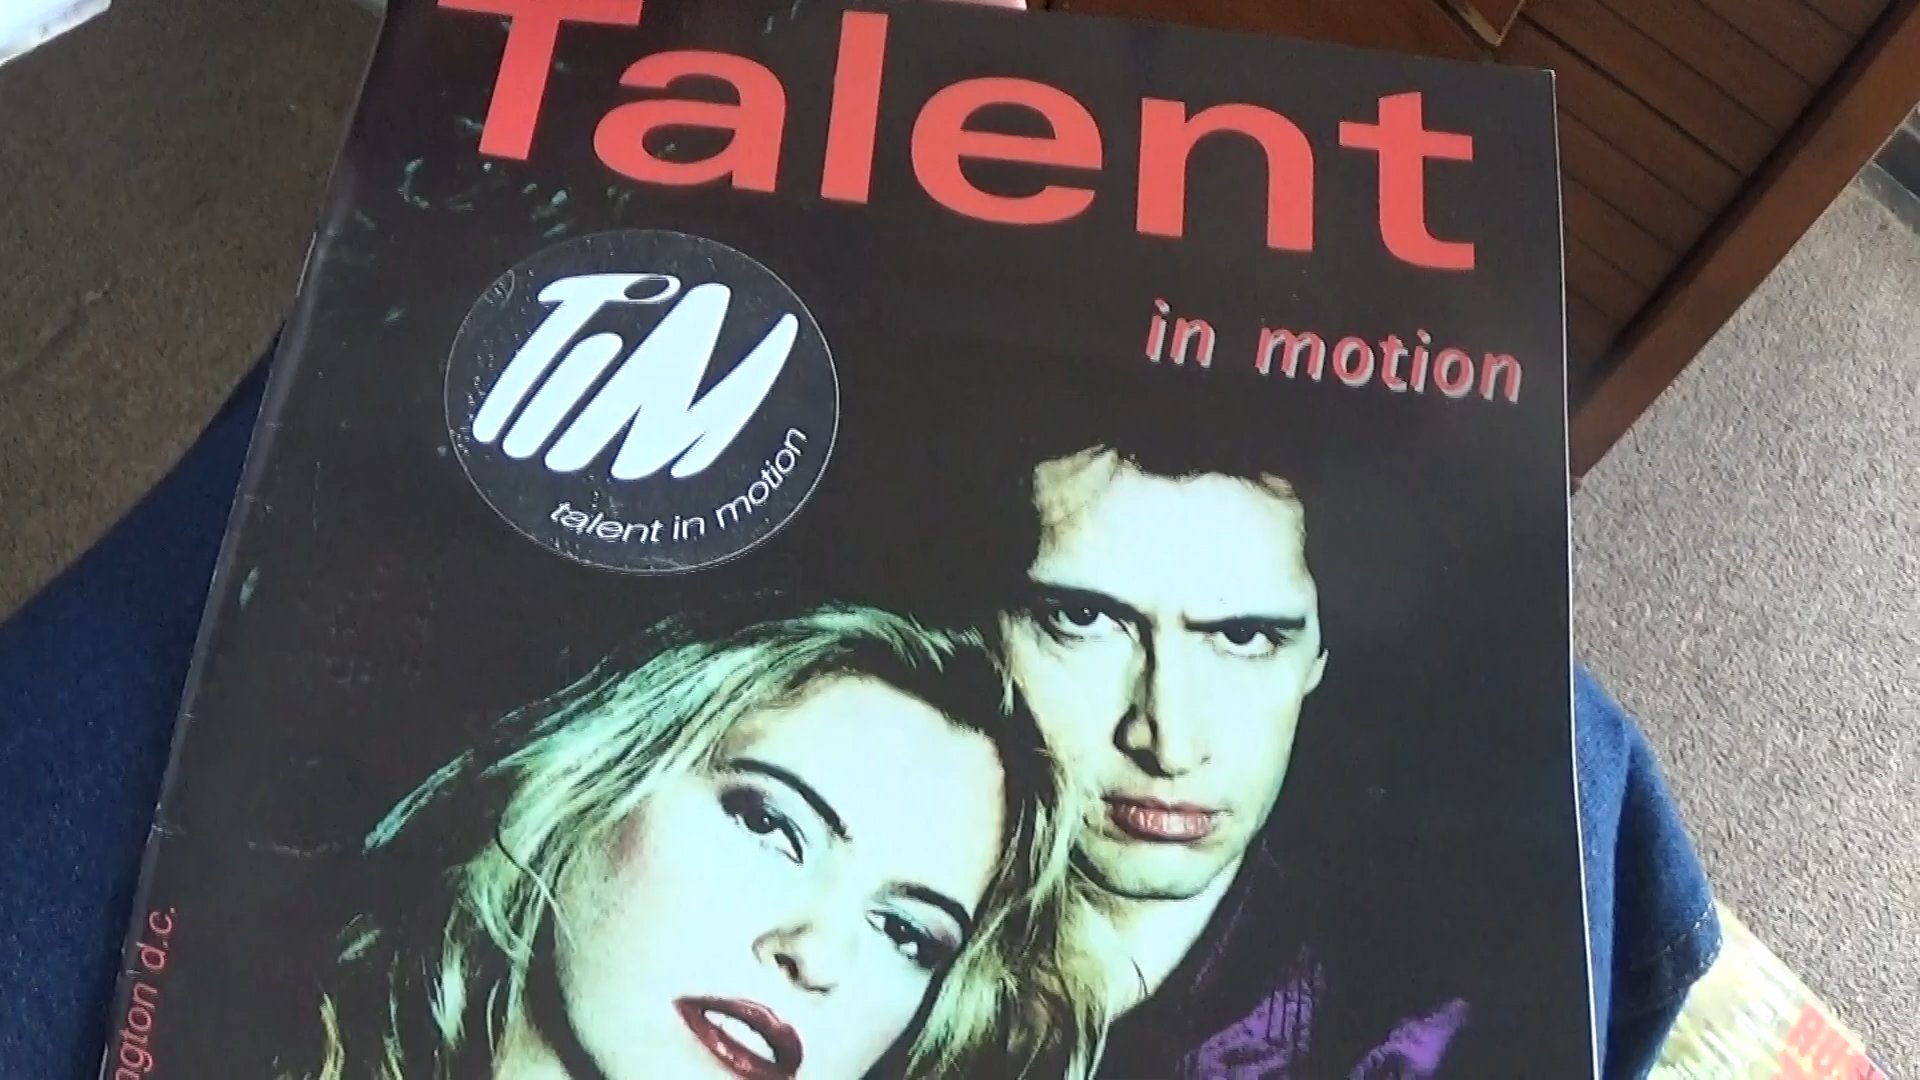 Talent
in motion
TiM
talent in motion
d.c.